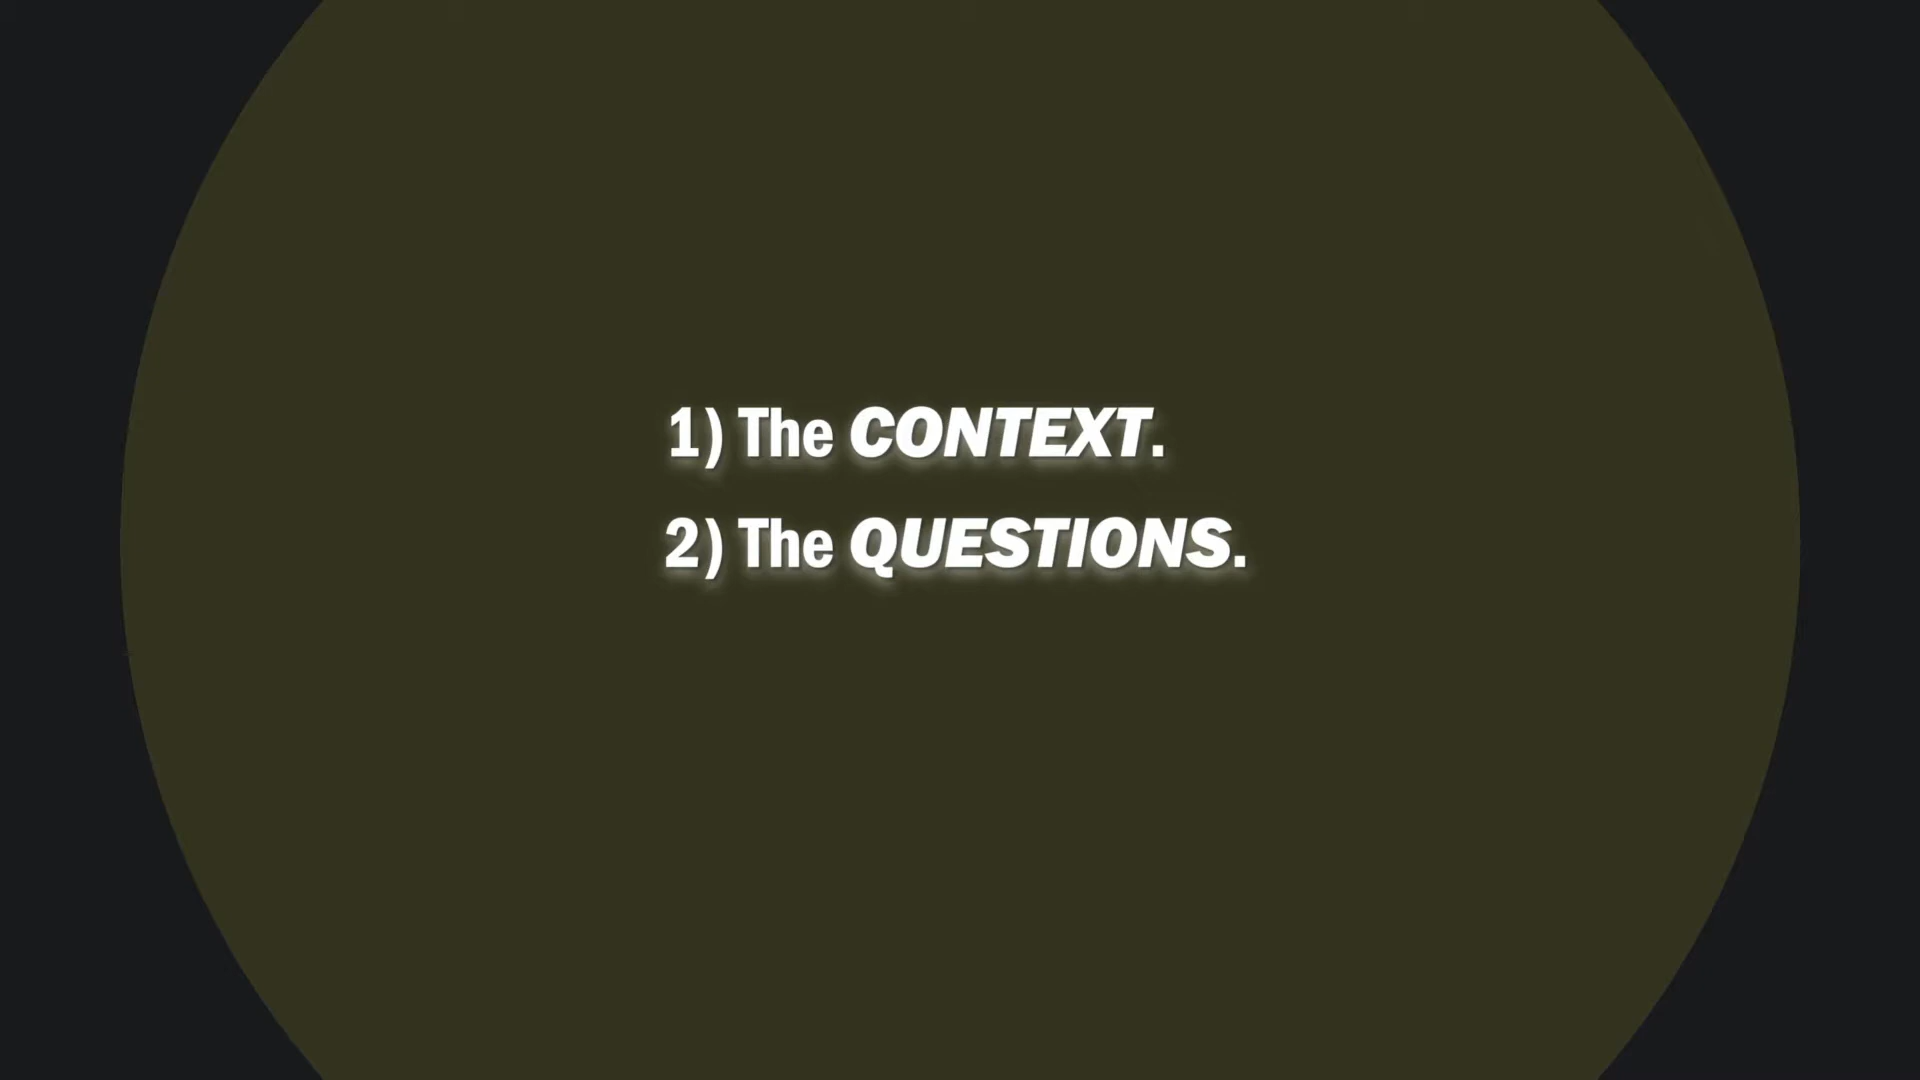 1) The CONTEXT.
2) The QUESTIONS.